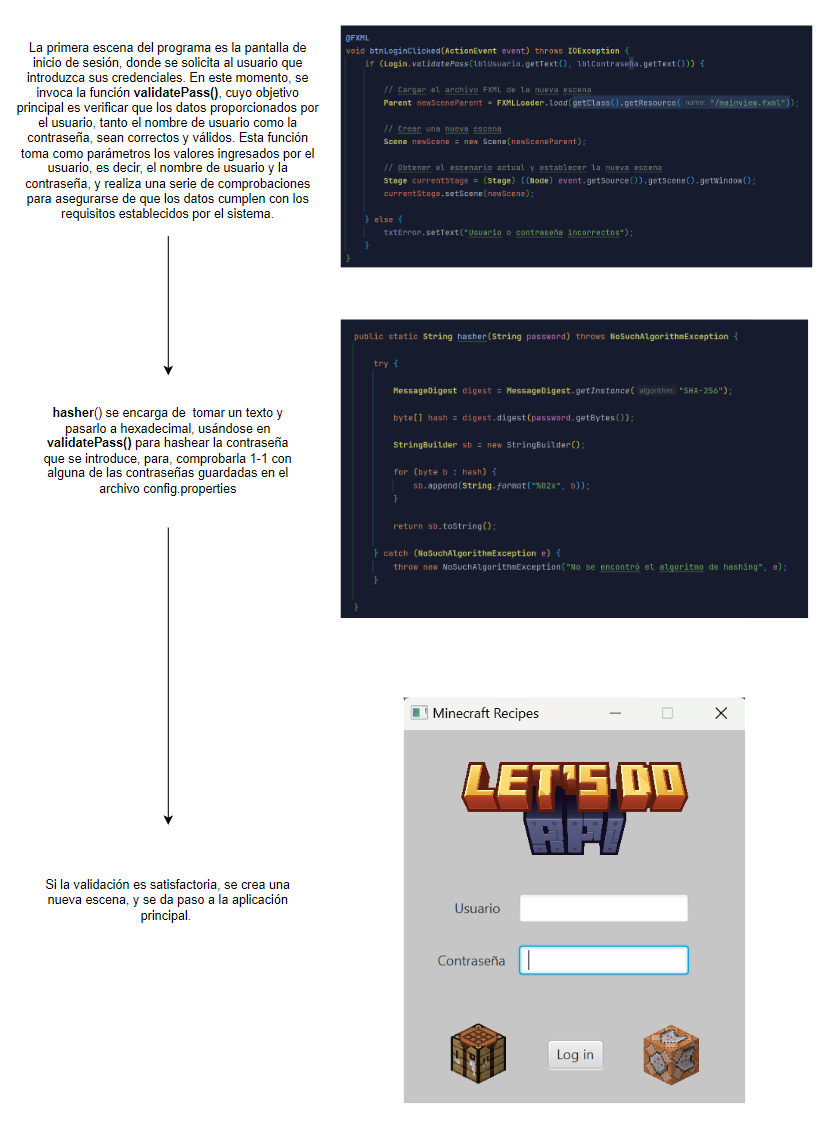 La primera escena del programa es la pantalla de
inicio de sesión, donde se solicita al usuario que
introduzca sus credenciales. En este momento, se
invoca la función validatePass(), cuyo objetivo
principal es verificar que los datos proporcionados por
el usuario, tanto el nombre de usuario como la
contraseña, sean correctos y válidos. Esta función
toma como parámetros los valores ingresados por el
usuario, es decir, el nombre de usuario y la
contraseña, y realiza una serie de comprobaciones
para asegurarse de que los datos cumplen con los
requisitos establecidos por el sistema.
@FXML
void btnLoginClicked(ActionEvent event) throws IOException {
if (Login.validatePass(lblUsuario.getText(), lblContraseña.getText())) {
// Cargar el archivo FXML de la nueva escena
Parent newSceneParent = FXMLLoader.load(getClass().getResource( name: "/mainview.fxml"));
// Crear una nueva escena
Scene newScene = new Scene(newSceneParent);
// Obtener el escenario actual y establecer la nueva escena
Stage currentStage = (Stage) ((Node) event.getSource()).getScene().getWindow();
currentStage.setScene(newScene);
} else {
txtError.setText("Usuario o contraseña incorrectos");
}
}
hasher() se encarga de tomar un texto y
pasarlo a hexadecimal, usándose en
validatePass() para hashear la contraseña
que se introduce, para, comprobarla 1-1 con
alguna de las contraseñas guardadas en el
archivo config.properties
public static String hasher(String password) throws NoSuchAlgorithmException {
try {
MessageDigest digest = MessageDigest.getInstance( algorithm: "SHA-256");
byte[] hash = digest.digest(password.getBytes());
StringBuilder sb = new StringBuilder();
for (byte b : hash) {
sb.append(String.format("%02x", b));
}
return sb.toString();
} catch (NoSuchAlgorithmException e) {
throw new NoSuchAlgorithmException("No se encontró el algoritmo de hashing", e);
}
}
Si la validación es satisfactoria, se crea una
nueva escena, y se da paso a la aplicación
principal.
Minecraft Recipes
LET'S DO
API
Usuario
Contraseña
Log in